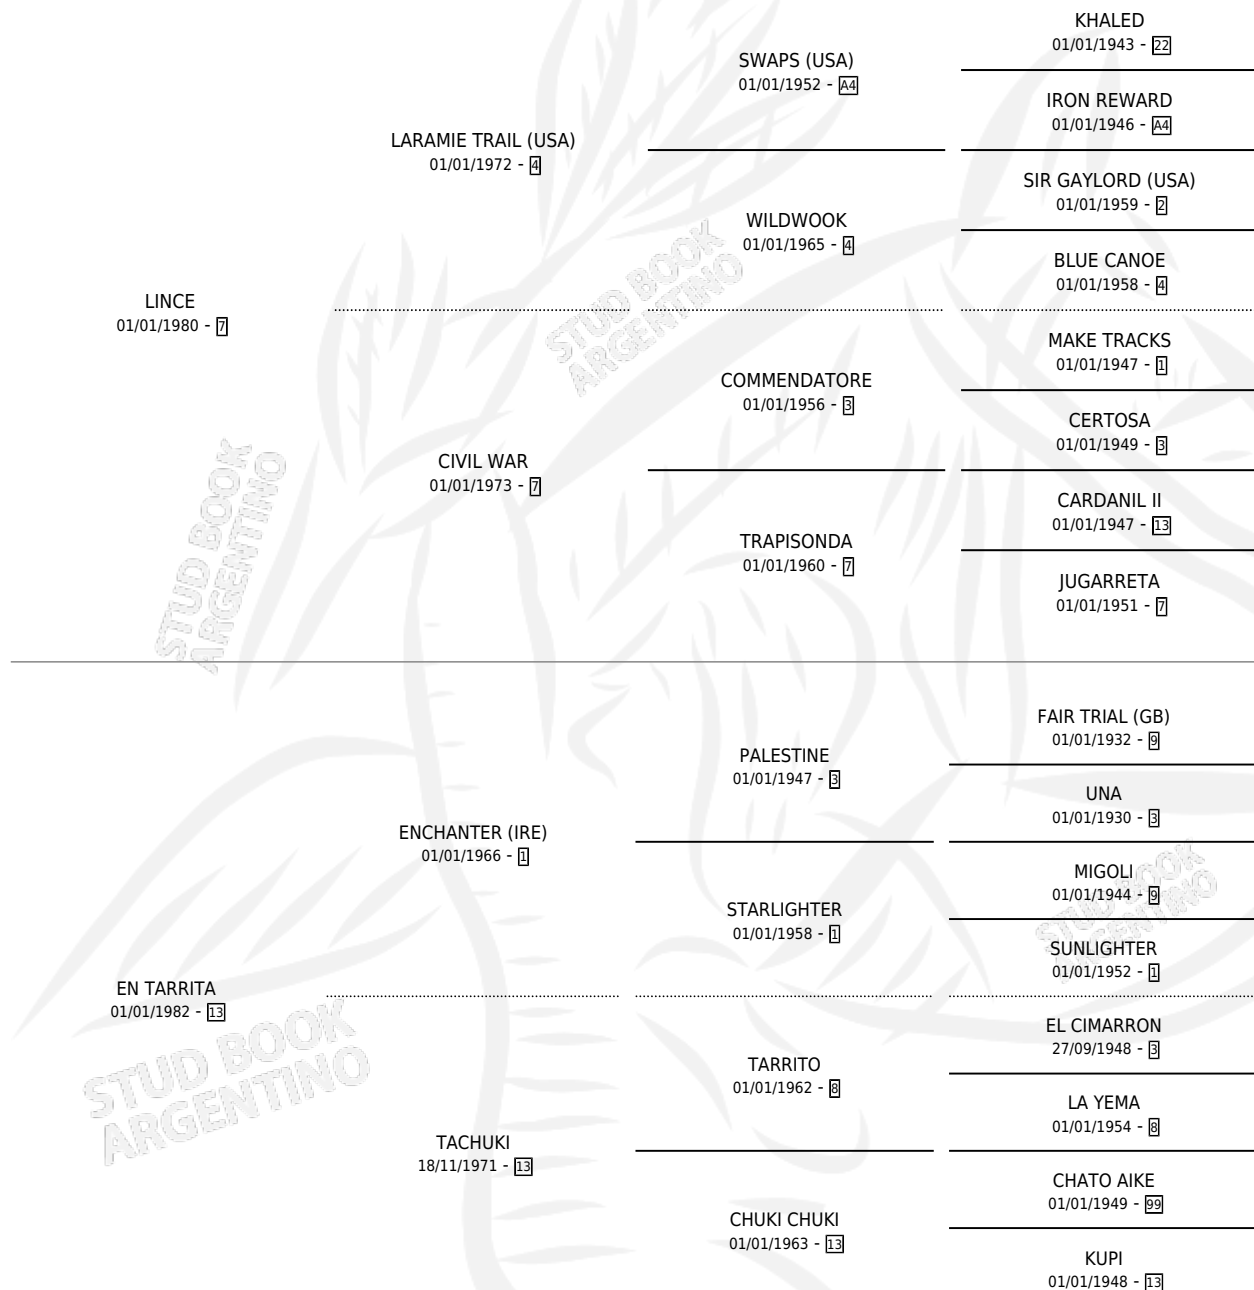 KHALED
01/01/1943 - 22
SWAPS (USA)
01/01/1952 - A4
IRON REWARD
01/01/1946 - A4
LARAMIE TRAIL (USA)
01/01/1972 - 4
SIR GAYLORD (USA)
01/01/1959 - 2
WILDWOOK
01/01/1965 - 4
BLUE CANOE
01/01/1958 - 4
LINCE
01/01/1980 - 7
MAKE TRACKS
01/01/1947 - 1
COMMENDATORE
01/01/1956 - 3
CERTOSA
01/01/1949 - 3
CIVIL WAR
01/01/1973 - 7
CARDANIL II
01/01/1947 - 13
TRAPISONDA
01/01/1960 - 7
JUGARRETA
01/01/1951 - 7
STUD BOOK
ARGENTINO
STUD BOOK
ARGENTINO
FAIR TRIAL (GB)
01/01/1932 - 9
PALESTINE
01/01/1947 - 3
UNA
01/01/1930 - 3
ENCHANTER (IRE)
01/01/1966 - 1
MIGOLI
01/01/1944 - 9
STARLIGHTER
01/01/1958 - 1
SUNLIGHTER
01/01/1952 - 1
EN TARRITA
01/01/1982 - 13
EL CIMARRON
27/09/1948 - 3
TARRITO
01/01/1962 - 8
LA YEMA
01/01/1954 - 8
TACHUKI
18/11/1971 - 13
CHATO AIKE
01/01/1949 - 99
CHUKI CHUKI
01/01/1963 - 13
KUPI
01/01/1948 - 13
STUD BOOK
ARGENTINO
STUD BOOK
ARGENTINO